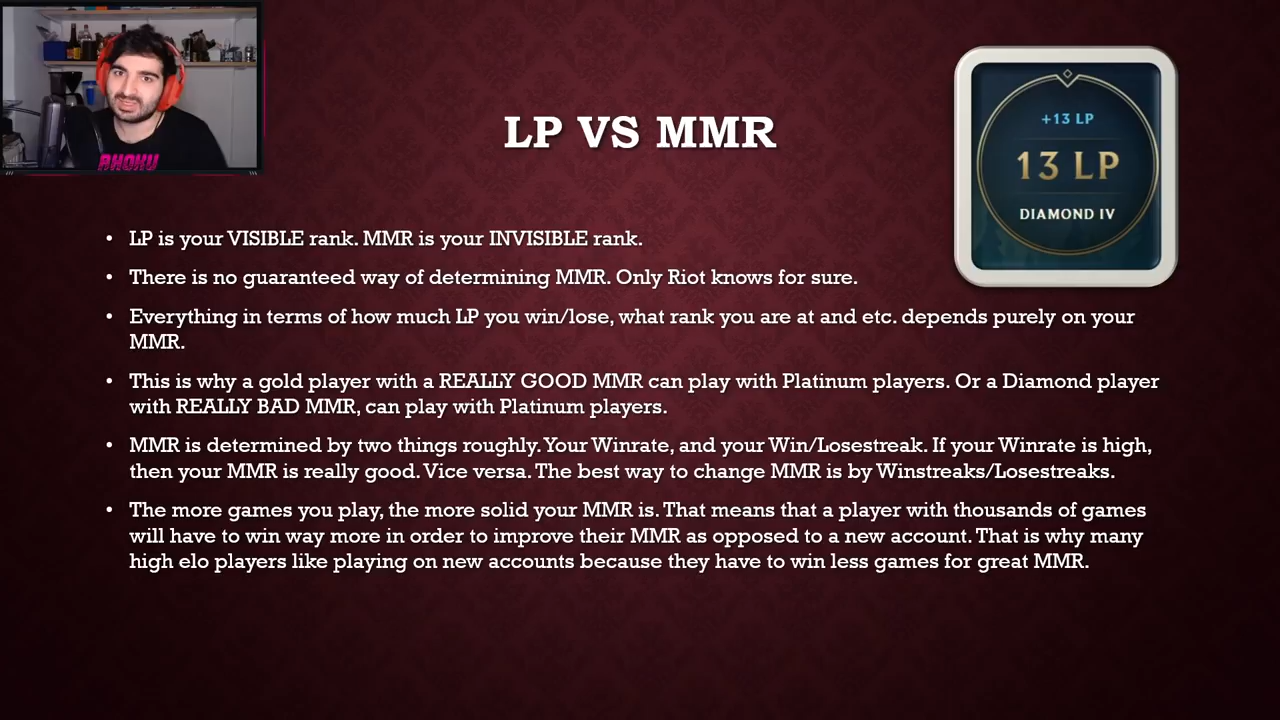 LP VS MMR
+13 LP
13 LP
DIAMOND IV
• LP is your VISIBLE rank. MMR is your INVISIBLE rank.
• There is no guaranteed way of determining MMR. Only Riot knows for sure.
• Everything in terms of how much LP you win/lose, what rank you are at and etc. depends purely on your
MMR.
• This is why a gold player with a REALLY GOOD MMR can play with Platinum players. Or a Diamond player
with REALLY BAD MMR, can play with Platinum players.
• MMR is determined by two things roughly. Your Winrate, and your Win/Losestreak. If your Winrate is high,
then your MMR is really good. Vice versa. The best way to change MMR is by Winstreaks/Losestreaks.
• The more games you play, the more solid your MMR is. That means that a player with thousands of games
will have to win way more in order to improve their MMR as opposed to a new account. That is why many
high elo players like playing on new accounts because they have to win less games for great MMR.